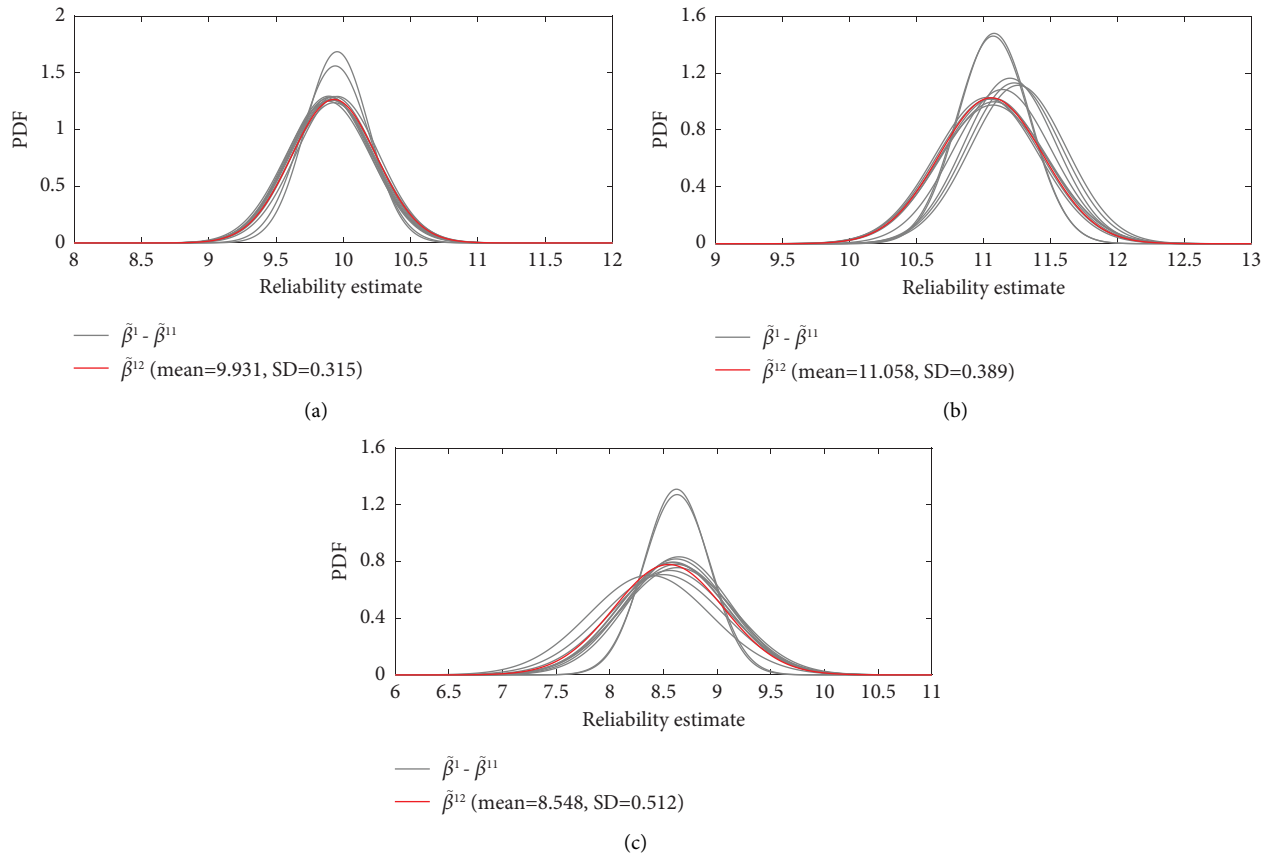 2
1.5
1
0.5
0
PDF
8 8.5 9 9.5 10 10.5 11 11.5 12
Reliability estimate
β̃¹ - β̃¹¹
β̃¹² (mean=9.931, SD=0.315)
(a)
1.6
1.2
0.8
0.4
0
PDF
9 9.5 10 10.5 11 11.5 12 12.5 13
Reliability estimate
β̃¹ - β̃¹¹
β̃¹² (mean=11.058, SD=0.389)
(b)
1.6
1.2
0.8
0.4
0
PDF
6 6.5 7 7.5 8 8.5 9 9.5 10 10.5 11
Reliability estimate
β̃¹ - β̃¹¹
β̃¹² (mean=8.548, SD=0.512)
(c)